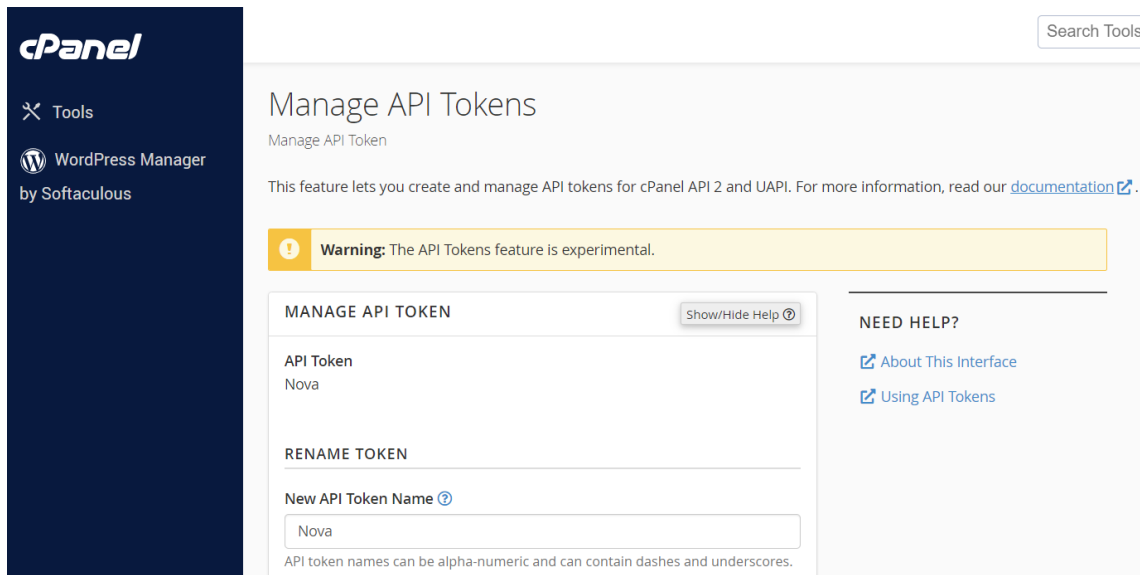 cPanel
Search Tools
Tools
WordPress Manager
by Softaculous
Manage API Tokens
Manage API Token
This feature lets you create and manage API tokens for cPanel API 2 and UAPI. For more information, read our documentation .
Warning: The API Tokens feature is experimental.
MANAGE API TOKEN
Show/Hide Help
API Token
Nova
RENAME TOKEN
New API Token Name
Nova
API token names can be alpha-numeric and can contain dashes and underscores.
NEED HELP?
About This Interface
Using API Tokens